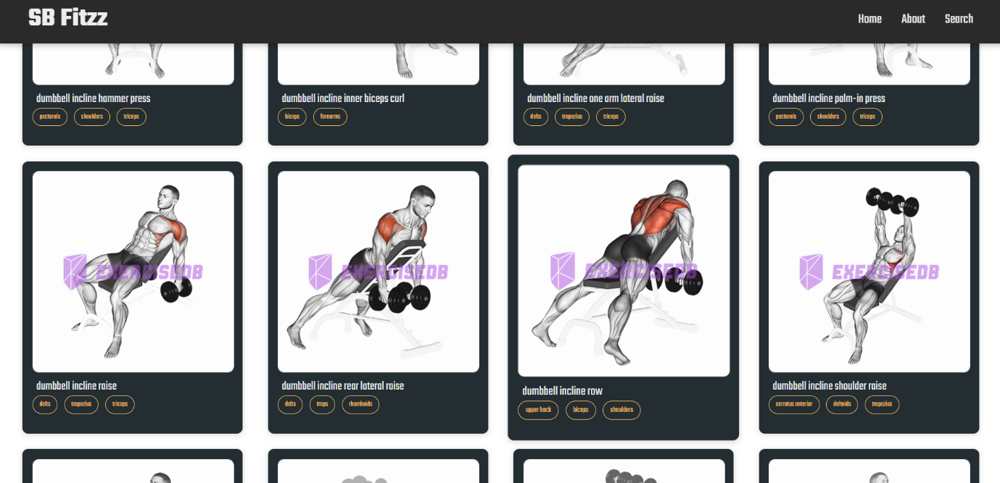 SB Fitzz
Home About Search
dumbbell incline hammer press
pectorals shoulders triceps
dumbbell incline inner biceps curl
biceps forearms
dumbbell incline one arm lateral raise
delts trapezius triceps
dumbbell incline palm-in press
pectorals shoulders triceps
EXERCISEDB
dumbbell incline raise
delts trapezius triceps
EXERCISEDB
dumbbell incline rear lateral raise
delts traps rhomboids
EXERCISEDB
dumbbell incline row
upper back biceps shoulders
EXERCISEDB
dumbbell incline shoulder raise
serratus anterior deltoids trapezius